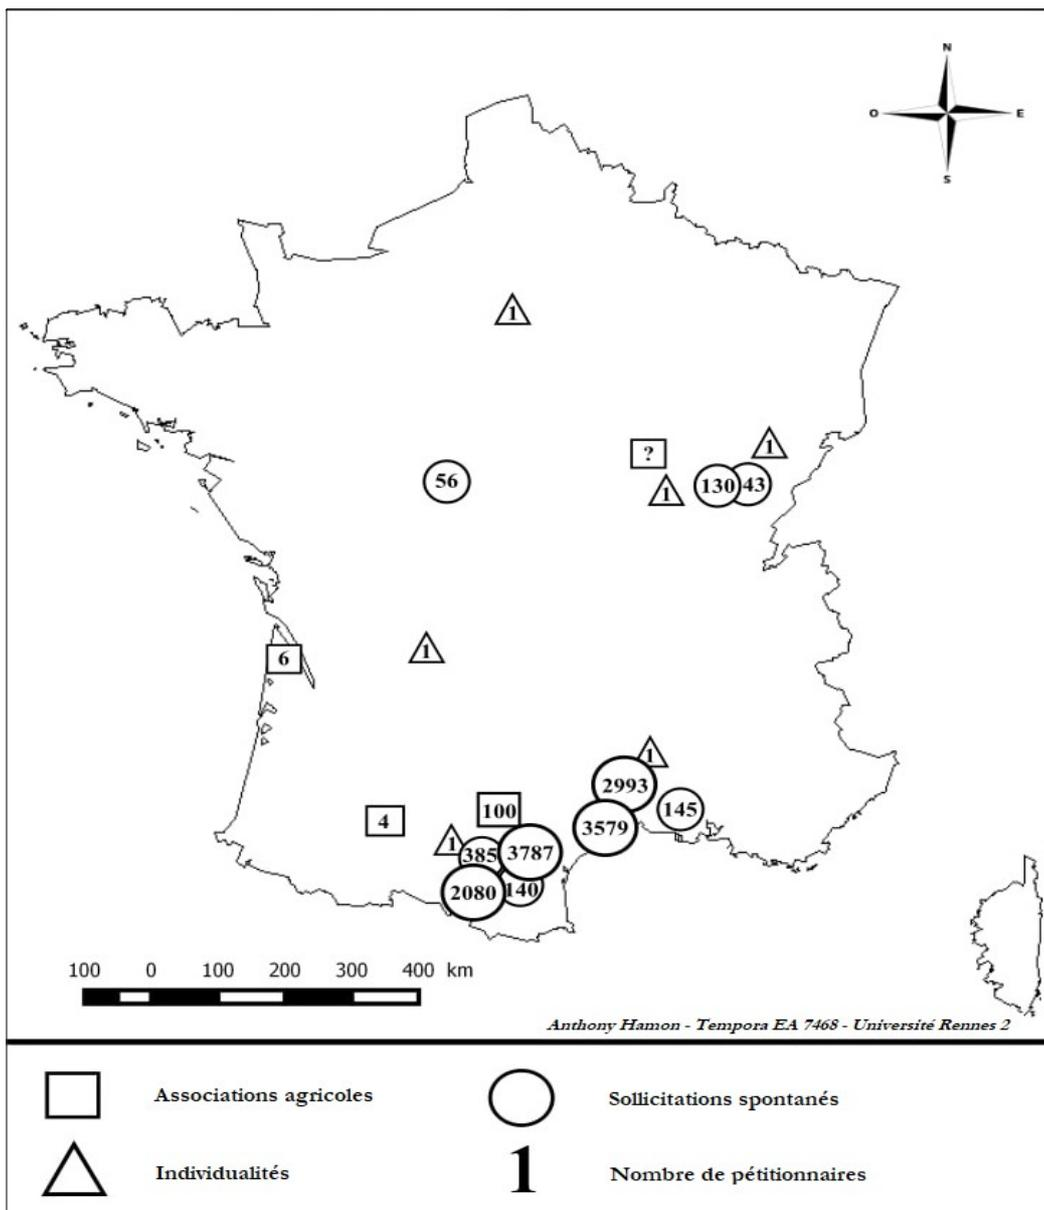 N
O E
S
1
1
?
56
130 43
1
1
6
1
2993
100
145
4
3579
1
385 3787
2080 140
100 0 100 200 300 400 km
Anthony Hamon - Tempora EA 7468 - Université Rennes 2
Associations agricoles
Sollicitations spontanés
Individualités
1 Nombre de pétitionnaires